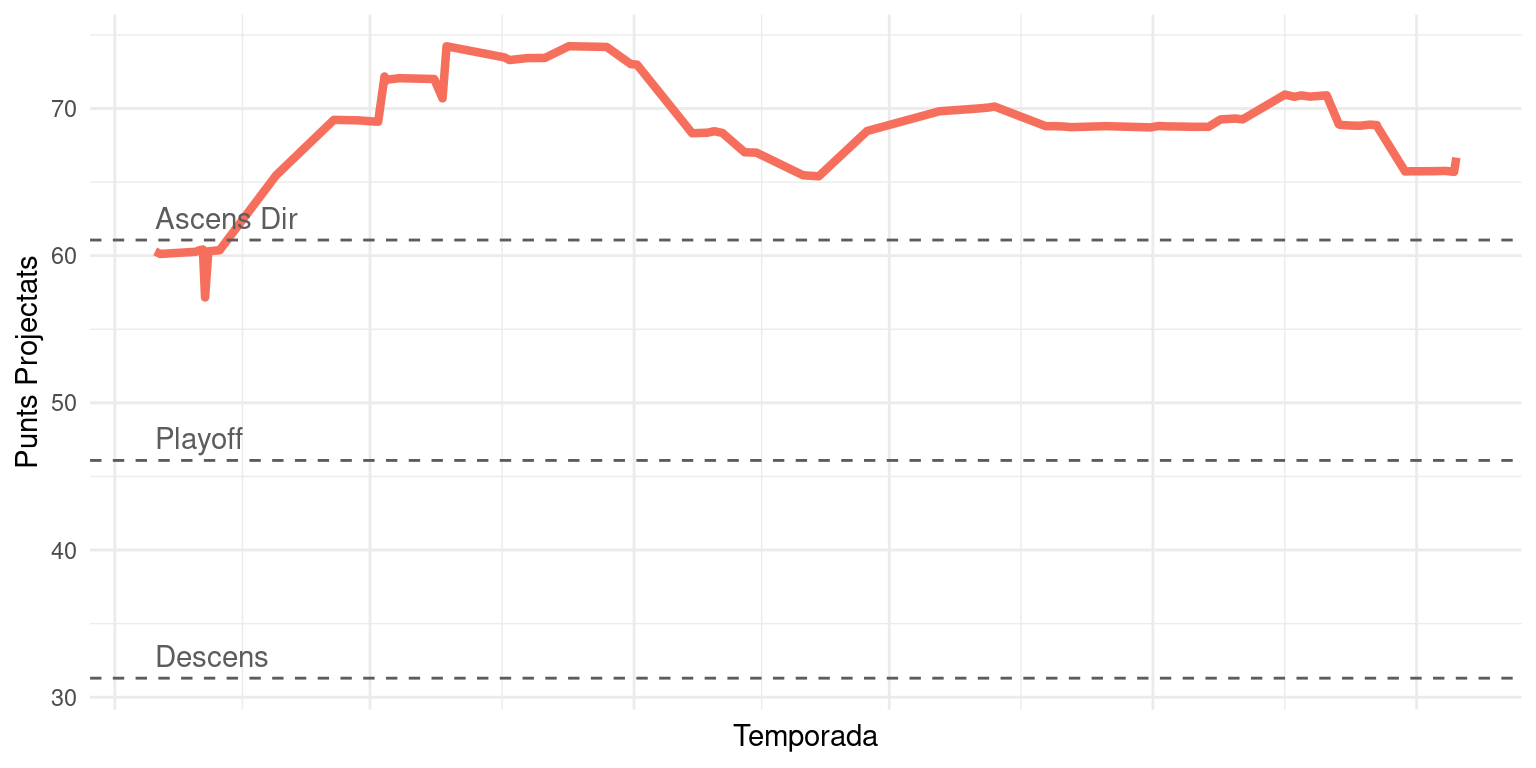 Punts Projectats
70
60
50
40
30
Ascens Dir
Playoff
Descens
Temporada